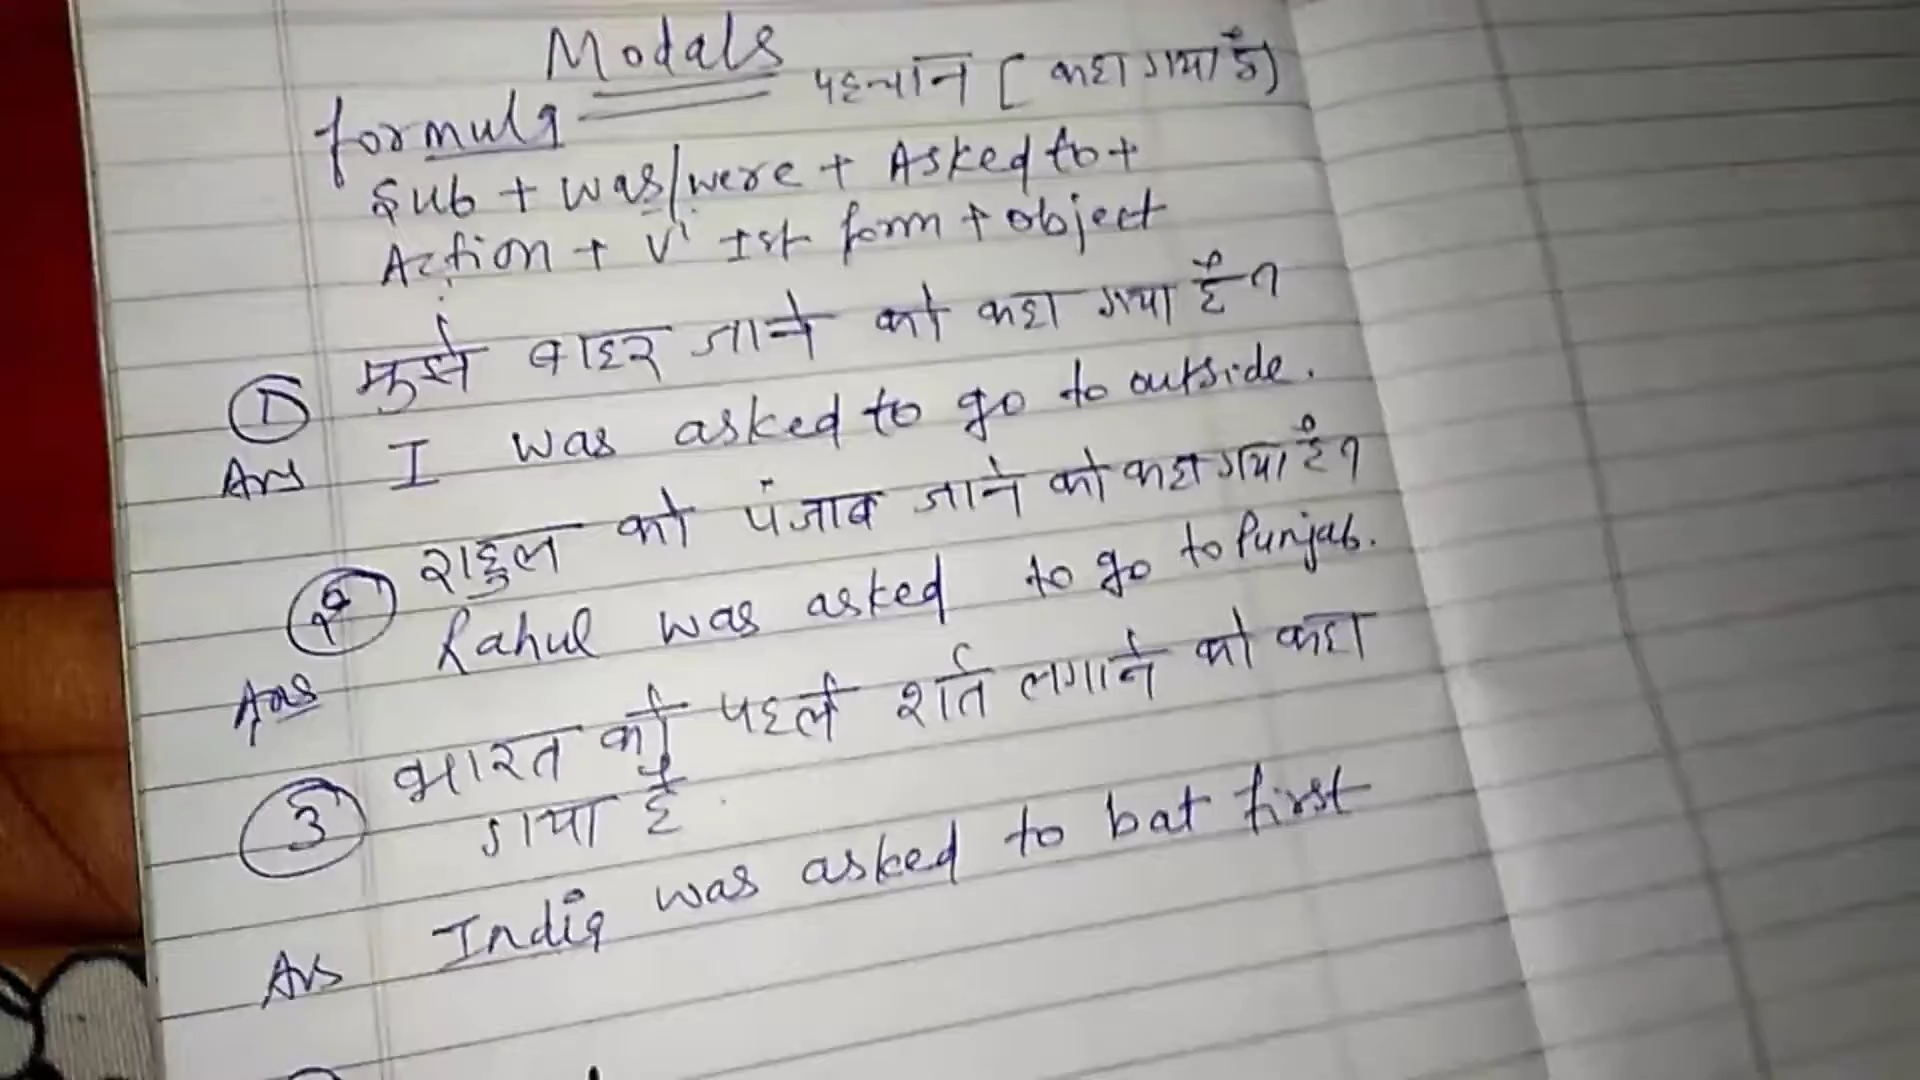 Modals
पहचान [ कहा गया है)
formula
Sub + was/were + Asked to +
Action + V¹ Ist form + object
① मुझे बाहर जाने को कहा गया है।
Ans I was asked to go to outside.
② राहुल को पंजाब जाने को कहा गया है।
Ans Rahul was asked to go to Punjab.
③ भारत को पहले शर्त लगाने को कहा
गया है
Ans India was asked to bat first